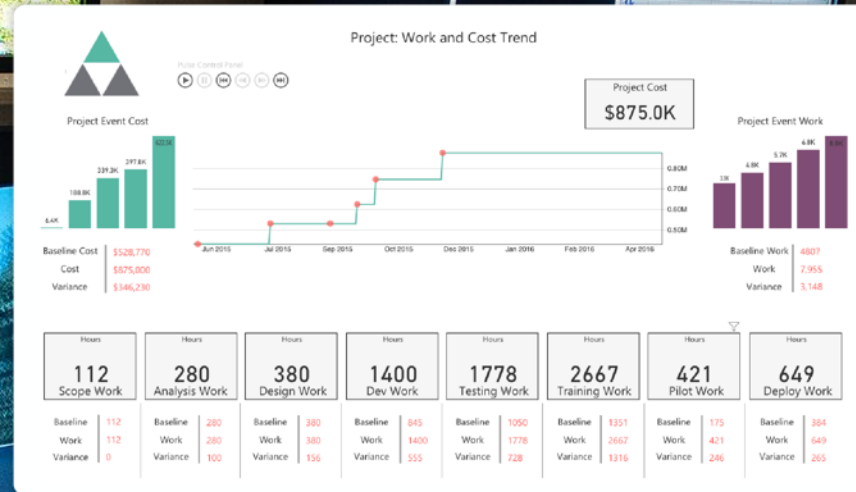 Project: Work and Cost Trend
Pulse Control Panel
Project Cost
$875.0K
Project Event Cost
6.4K
188.8K
339.3K
397.8K
Baseline Cost $528,770
Cost $875,000
Variance $346,230
0.80M
0.70M
0.60M
0.50M
Jun 2015 Jul 2015 Sep 2015 Oct 2015 Dec 2015 Jan 2016 Feb 2016 Apr 2016
Project Event Work
4.8K
5.7K
6.8K
Baseline Work 4807
Work 7,955
Variance 3,148
Hours
112
Scope Work
Baseline 112
Work 112
Variance 0
Hours
280
Analysis Work
Baseline 280
Work 280
Variance 100
Hours
380
Design Work
Baseline 380
Work 380
Variance 156
Hours
1400
Dev Work
Baseline 845
Work 1400
Variance 555
Hours
1778
Testing Work
Baseline 1050
Work 1778
Variance 728
Hours
2667
Training Work
Baseline 1351
Work 2667
Variance 1316
Hours
421
Pilot Work
Baseline 175
Work 421
Variance 246
Hours
649
Deploy Work
Baseline 384
Work 649
Variance 265